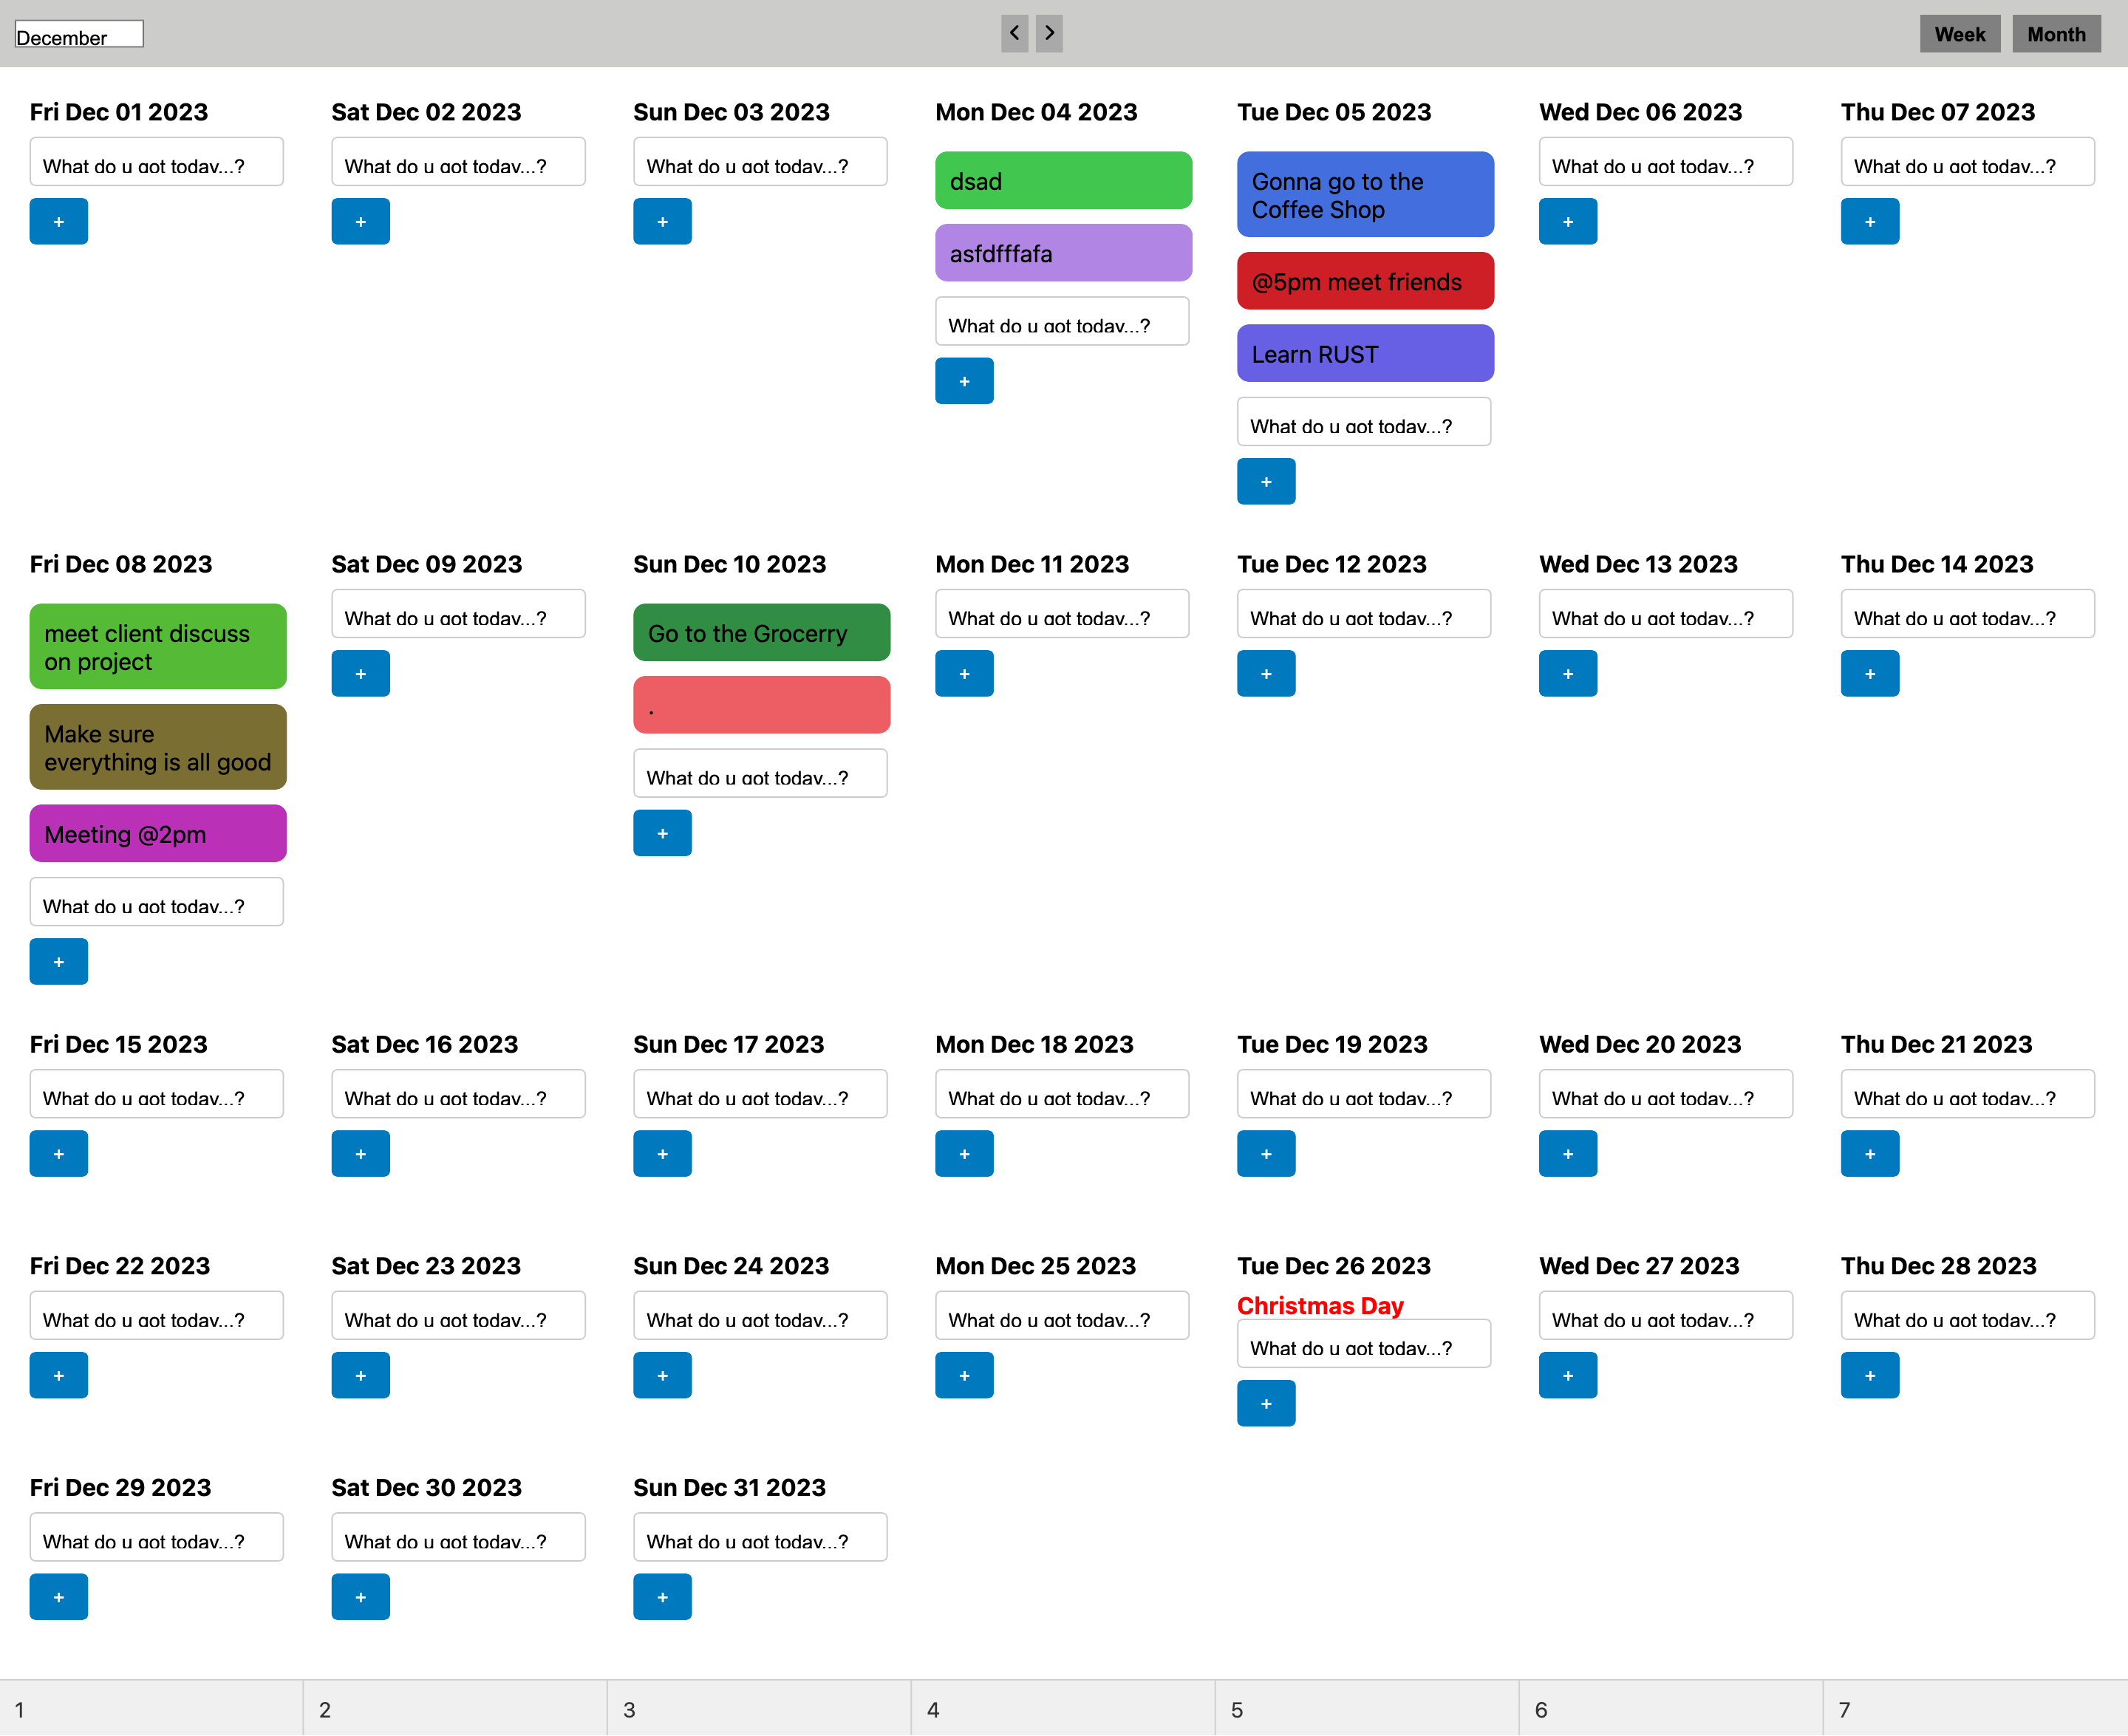 December
<
>
Week
Month
Fri Dec 01 2023
What do u got today...?
+
Sat Dec 02 2023
What do u got today...?
+
Sun Dec 03 2023
What do u got today...?
+
Mon Dec 04 2023
dsad
asfdfffafa
What do u got today...?
+
Tue Dec 05 2023
Gonna go to the
Coffee Shop
@5pm meet friends
Learn RUST
What do u got today...?
+
Wed Dec 06 2023
What do u got today...?
+
Thu Dec 07 2023
What do u got today...?
+
Fri Dec 08 2023
meet client discuss
on project
Make sure
everything is all good
Meeting @2pm
What do u got today...?
+
Sat Dec 09 2023
What do u got today...?
+
Sun Dec 10 2023
Go to the Grocerry
.
What do u got today...?
+
Mon Dec 11 2023
What do u got today...?
+
Tue Dec 12 2023
What do u got today...?
+
Wed Dec 13 2023
What do u got today...?
+
Thu Dec 14 2023
What do u got today...?
+
Fri Dec 15 2023
What do u got today...?
+
Sat Dec 16 2023
What do u got today...?
+
Sun Dec 17 2023
What do u got today...?
+
Mon Dec 18 2023
What do u got today...?
+
Tue Dec 19 2023
What do u got today...?
+
Wed Dec 20 2023
What do u got today...?
+
Thu Dec 21 2023
What do u got today...?
+
Fri Dec 22 2023
What do u got today...?
+
Sat Dec 23 2023
What do u got today...?
+
Sun Dec 24 2023
What do u got today...?
+
Mon Dec 25 2023
What do u got today...?
+
Tue Dec 26 2023
Christmas Day
What do u got today...?
+
Wed Dec 27 2023
What do u got today...?
+
Thu Dec 28 2023
What do u got today...?
+
Fri Dec 29 2023
What do u got today...?
+
Sat Dec 30 2023
What do u got today...?
+
Sun Dec 31 2023
What do u got today...?
+
1
2
3
4
5
6
7